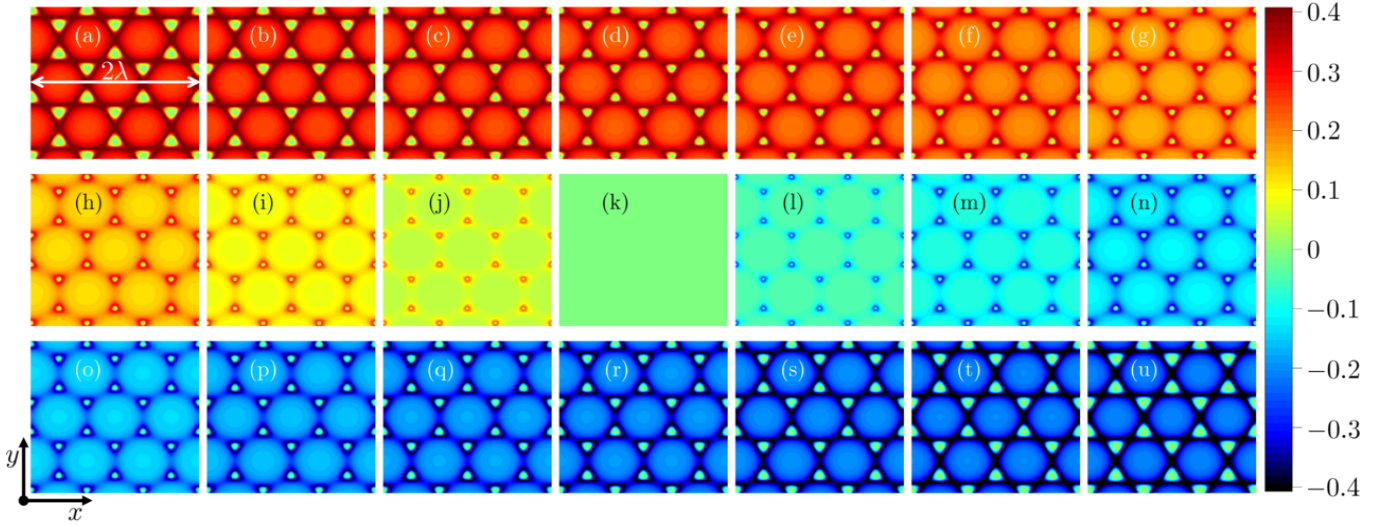 (a) (b) (c) (d) (e) (f) (g) 0.4
2λ 0.3
0.2
(h) (i) (j) (k) (l) (m) (n) 0.1
0
−0.1
(o) (p) (q) (r) (s) (t) (u) −0.2
−0.3
y −0.4
x